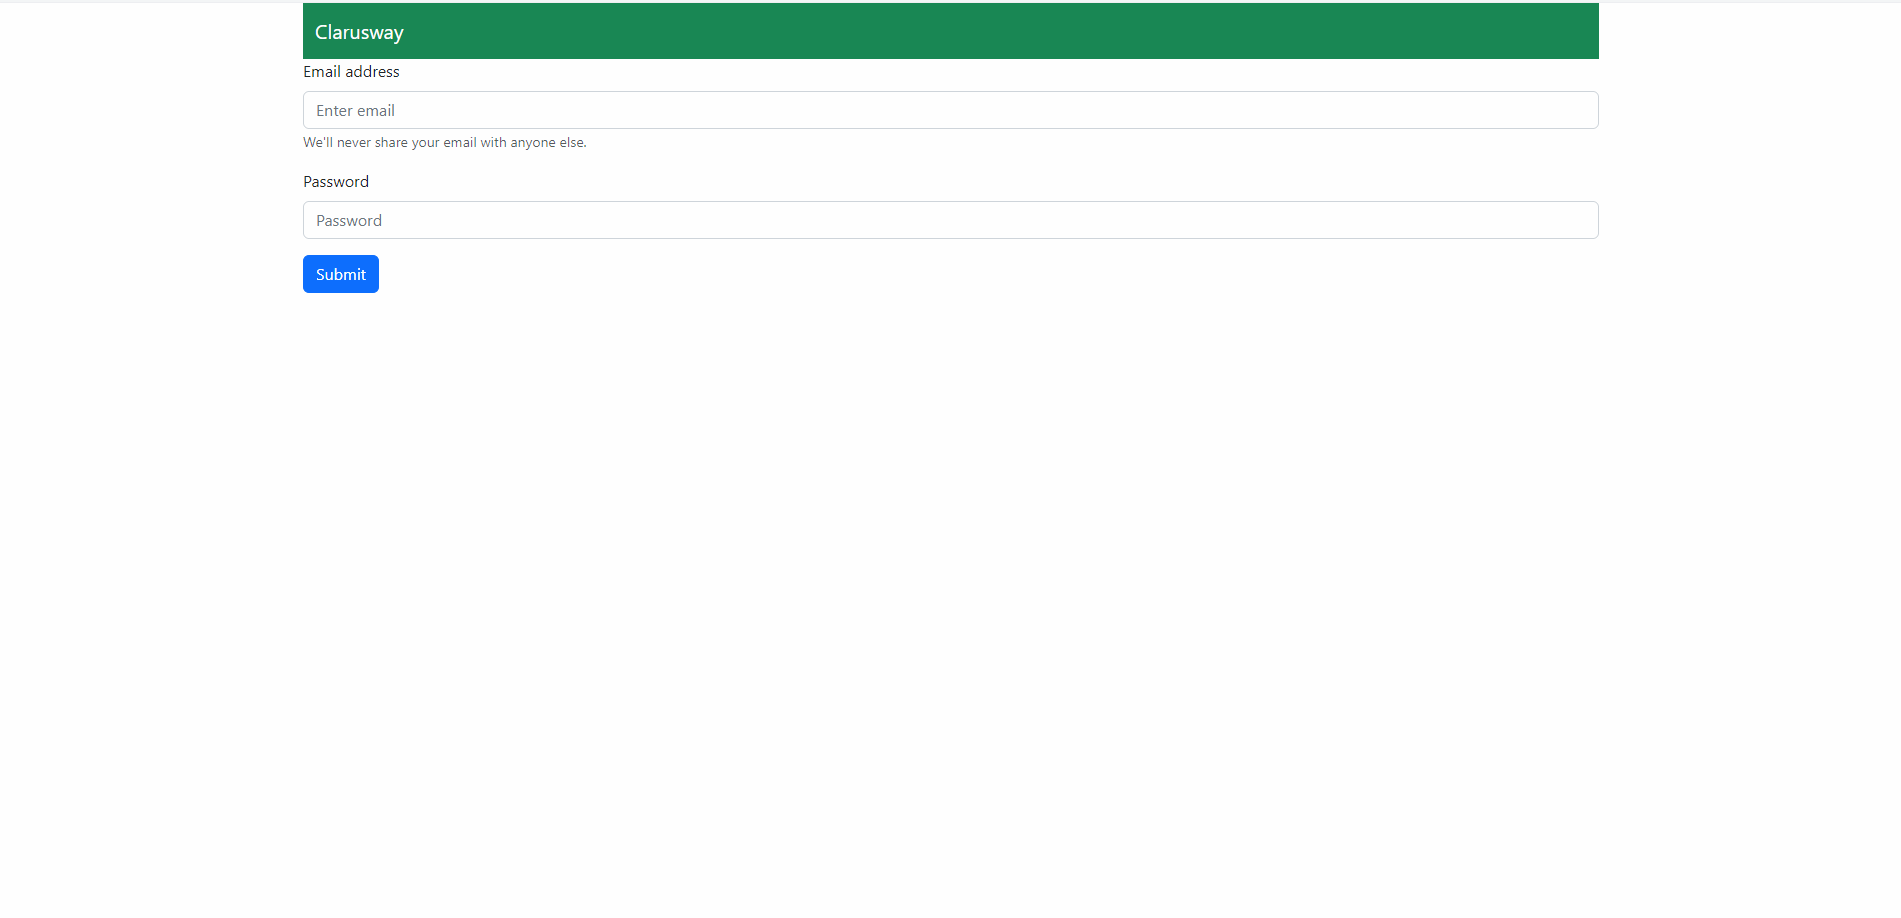 Clarusway
Email address
Enter email
We'll never share your email with anyone else.
Password
Password
Submit